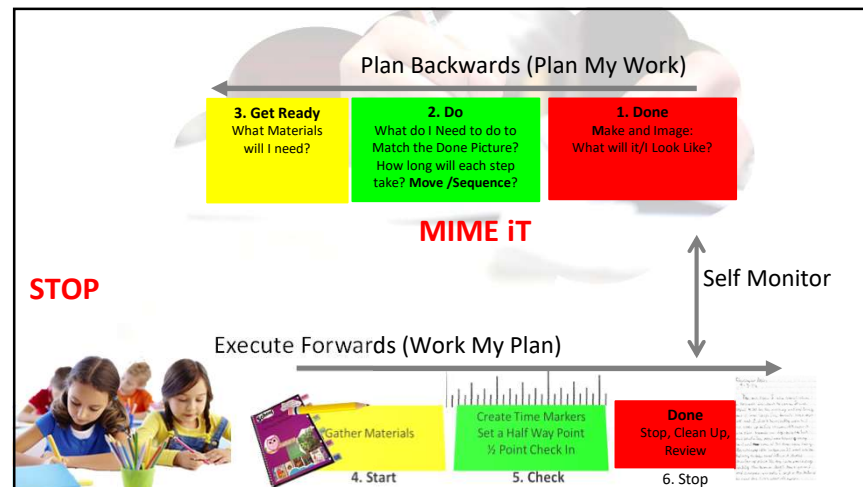 Plan Backwards (Plan My Work)
3. Get Ready
What Materials
will I need?
2. Do
What do I Need to do to
Match the Done Picture?
How long will each step
take? Move /Sequence?
1. Done
Make and Image:
What will it/I Look Like?
MIME iT
STOP
Self Monitor
Execute Forwards (Work My Plan)
Gather Materials
4. Start
Create Time Markers
Set a Half Way Point
½ Point Check In
5. Check
Done
Stop, Clean Up,
Review
6. Stop